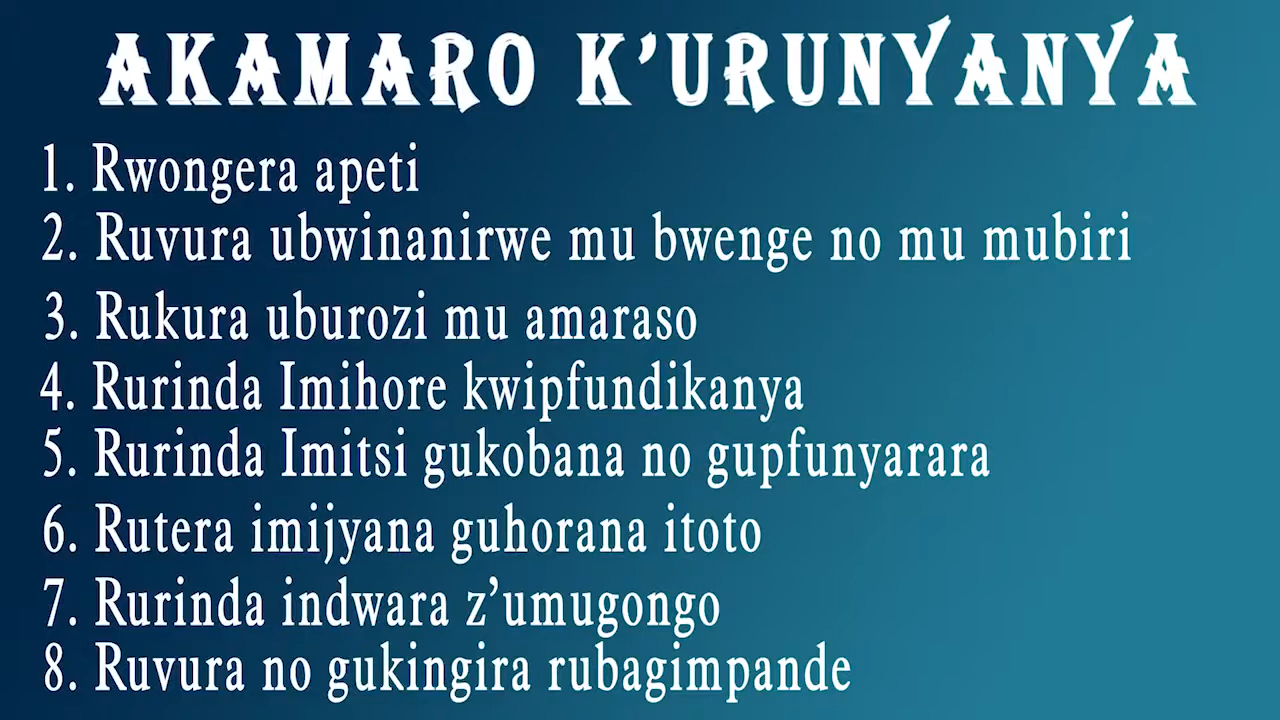 AKAMARO K’URUNYANYA
1. Rwongera apeti
2. Ruvura ubwinanirwe mu bwenge no mu mubiri
3. Rukura uburozi mu amaraso
4. Rurinda Imihore kwipfundikanya
5. Rurinda Imitsi gukobana no gupfunyarara
6. Rutera imijyana guhorana itoto
7. Rurinda indwara z’umugongo
8. Ruvura no gukingira rubagimpande